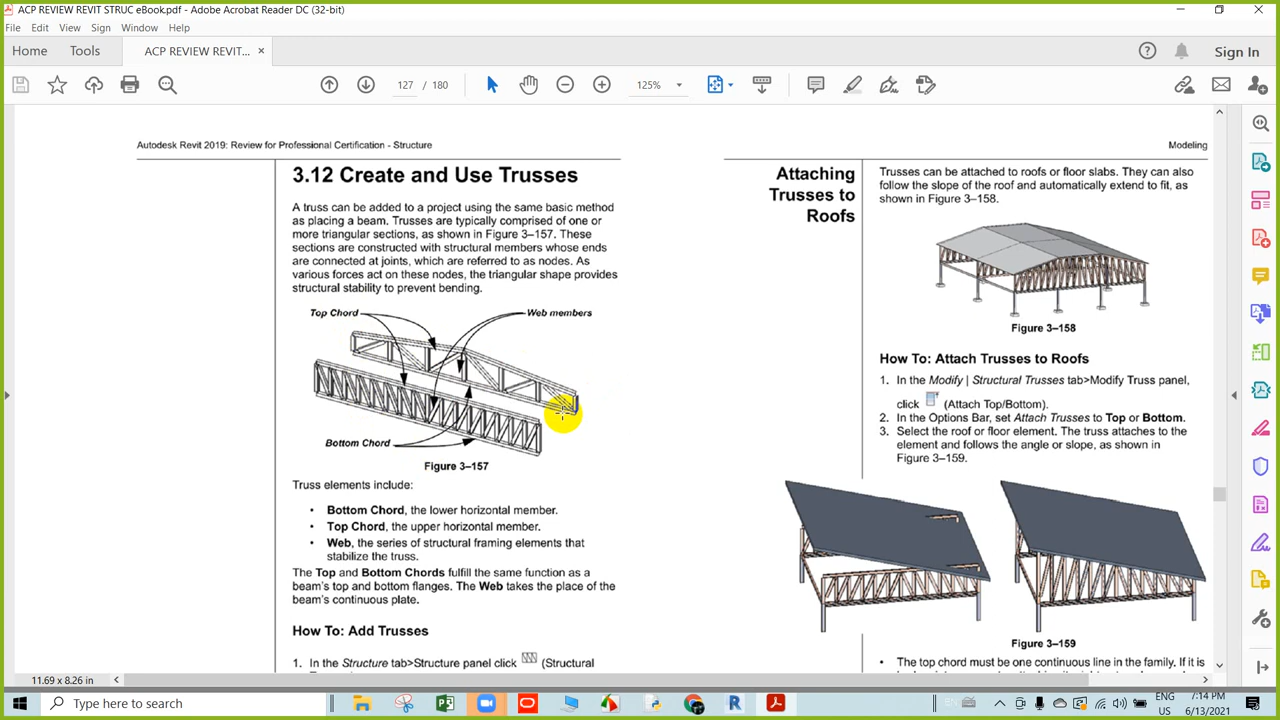 ACP REVIEW REVIT STRUC eBook.pdf - Adobe Acrobat Reader DC (32-bit)
File Edit View Sign Window Help
Home Tools ACP REVIEW REVIT... × Sign In
127 / 180 125%
Autodesk Revit 2019: Review for Professional Certification - Structure
3.12 Create and Use Trusses
A truss can be added to a project using the same basic method
as placing a beam. Trusses are typically comprised of one or
more triangular sections, as shown in Figure 3–157. These
sections are constructed with structural members whose ends
are connected at joints, which are referred to as nodes. As
various forces act on these nodes, the triangular shape provides
structural stability to prevent bending.
Top Chord
Web members
Bottom Chord
Figure 3–157
Truss elements include:
• Bottom Chord, the lower horizontal member.
• Top Chord, the upper horizontal member.
• Web, the series of structural framing elements that
stabilize the truss.
The Top and Bottom Chords fulfill the same function as a
beam's top and bottom flanges. The Web takes the place of the
beam's continuous plate.
How To: Add Trusses
1. In the Structure tab>Structure panel click (Structural
Modeling
Attaching
Trusses to
Roofs
Trusses can be attached to roofs or floor slabs. They can also
follow the slope of the roof and automatically extend to fit, as
shown in Figure 3–158.
Figure 3–158
How To: Attach Trusses to Roofs
1. In the Modify | Structural Trusses tab>Modify Truss panel,
click (Attach Top/Bottom).
2. In the Options Bar, set Attach Trusses to Top or Bottom.
3. Select the roof or floor element. The truss attaches to the
element and follows the angle or slope, as shown in
Figure 3–159.
Figure 3–159
• The top chord must be one continuous line in the family. If it is
11.69 x 8.26 in
Type here to search
ENG
US
7:14 PM
6/13/2021